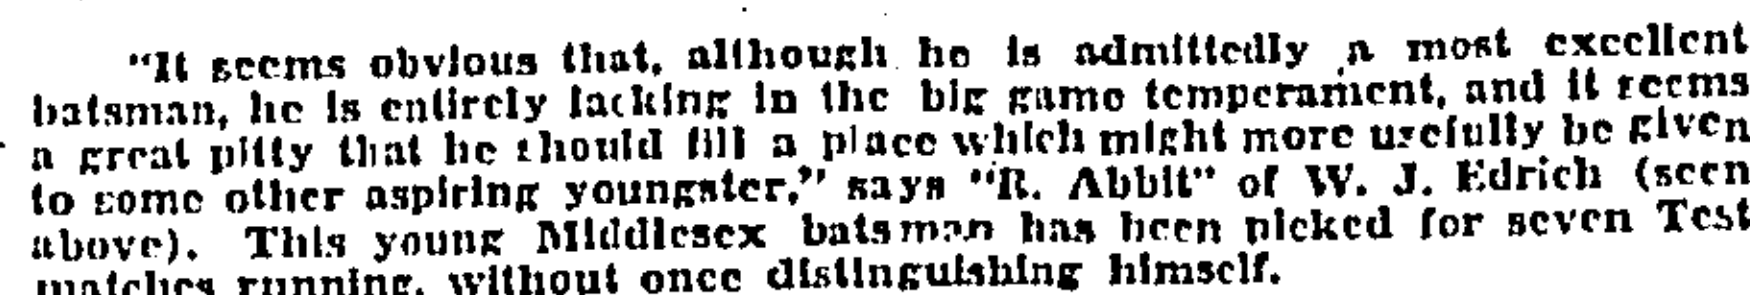 "It seems obvious that, although he is admittedly a most excellent
batsman, he is entirely lacking in the big game temperament, and it seems
a great pitty that he should fill a place which might more usefully be given
to some other aspiring youngster," says "R. Abbit" of W. J. Edrich (seen
above). This young Middlesex batsman has been picked for seven Test
matches running, without once distinguishing himself.